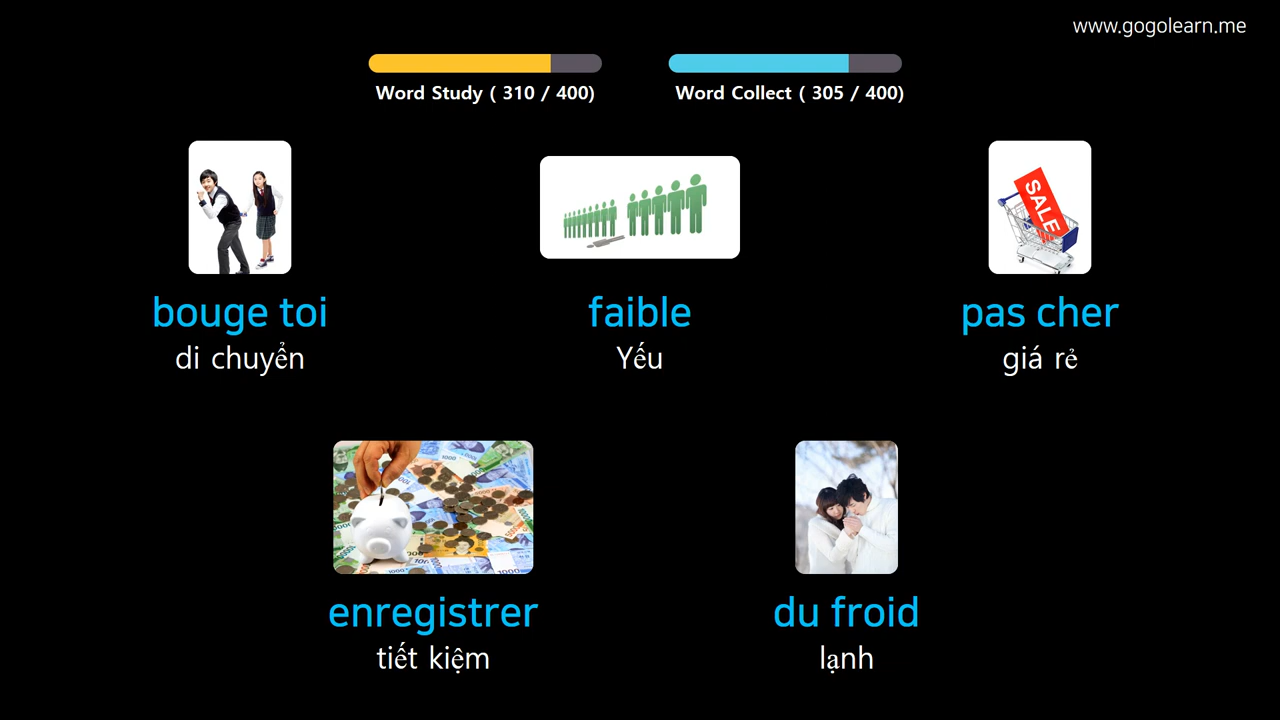 www.gogolearn.me
Word Study ( 310 / 400)
Word Collect ( 305 / 400)
SALE
bouge toi
di chuyển
faible
Yếu
pas cher
giá rẻ
enregistrer
tiết kiệm
du froid
lạnh